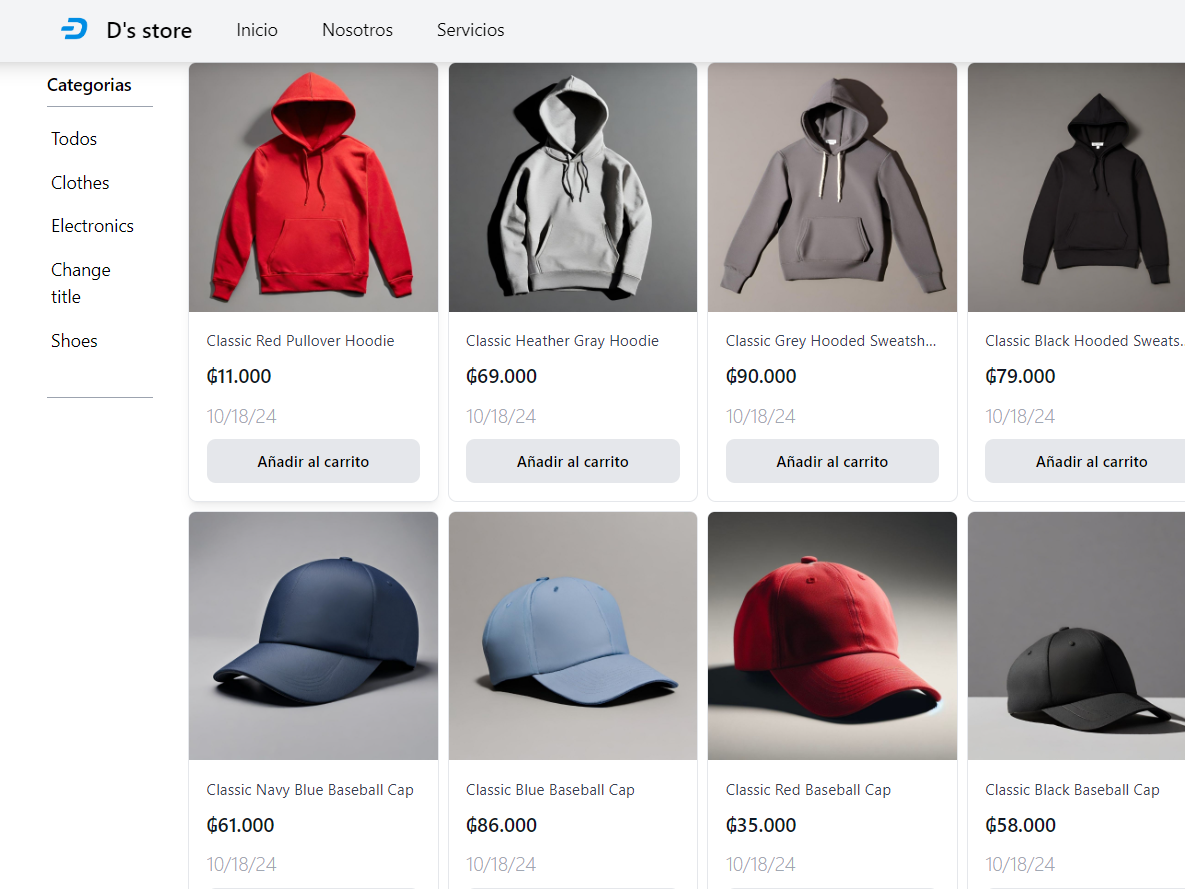 D's store
Inicio
Nosotros
Servicios
Categorias
Todos
Clothes
Electronics
Change
title
Shoes
Classic Red Pullover Hoodie
₲11.000
10/18/24
Añadir al carrito
Classic Heather Gray Hoodie
₲69.000
10/18/24
Añadir al carrito
Classic Grey Hooded Sweatsh...
₲90.000
10/18/24
Añadir al carrito
Classic Black Hooded Sweats..
₲79.000
10/18/24
Añadir al carrito
Classic Navy Blue Baseball Cap
₲61.000
10/18/24
Classic Blue Baseball Cap
₲86.000
10/18/24
Classic Red Baseball Cap
₲35.000
10/18/24
Classic Black Baseball Cap
₲58.000
10/18/24